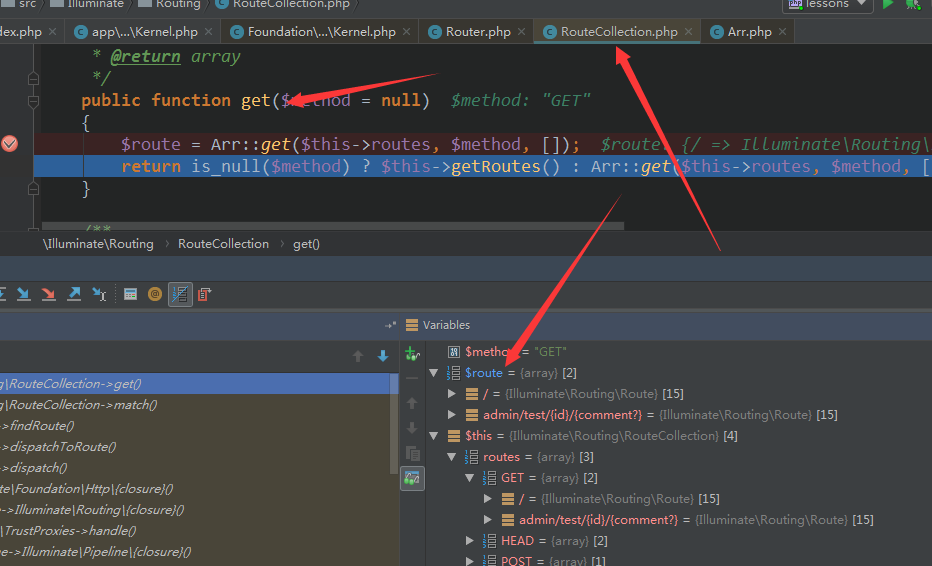 src › Illuminate › Routing › RouteCollection.php
lessons
dex.php × app\...\Kernel.php × Foundation\...\Kernel.php × Router.php × RouteCollection.php × Arr.php ×
* @return array
*/
public function get($method = null) $method: "GET"
{
$route = Arr::get($this->routes, $method, []); $route: {/ => Illuminate\Routing\
return is_null($method) ? $this->getRoutes() : Arr::get($this->routes, $method, [
}
/**
\Illuminate\Routing › RouteCollection › get()
Variables
g\RouteCollection->get()
g\RouteCollection->match()
->findRoute()
->dispatchToRoute()
->dispatch()
te\Foundation\Http\{closure}()
e->Illuminate\Routing\{closure}()
\TrustProxies->handle()
ne->Illuminate\Pipeline\{closure}()
$method = "GET"
$route = {array} [2]
/ = {Illuminate\Routing\Route} [15]
admin/test/{id}/{comment?} = {Illuminate\Routing\Route} [15]
$this = {Illuminate\Routing\RouteCollection} [4]
routes = {array} [3]
GET = {array} [2]
/ = {Illuminate\Routing\Route} [15]
admin/test/{id}/{comment?} = {Illuminate\Routing\Route} [15]
HEAD = {array} [2]
POST = {array} [1]